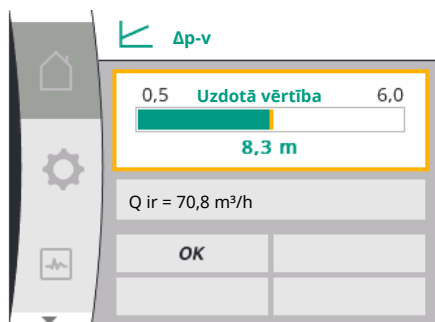 Δp-v
0,5 Uzdotā vērtība 6,0
8,3 m
Q ir = 70,8 m³/h
OK